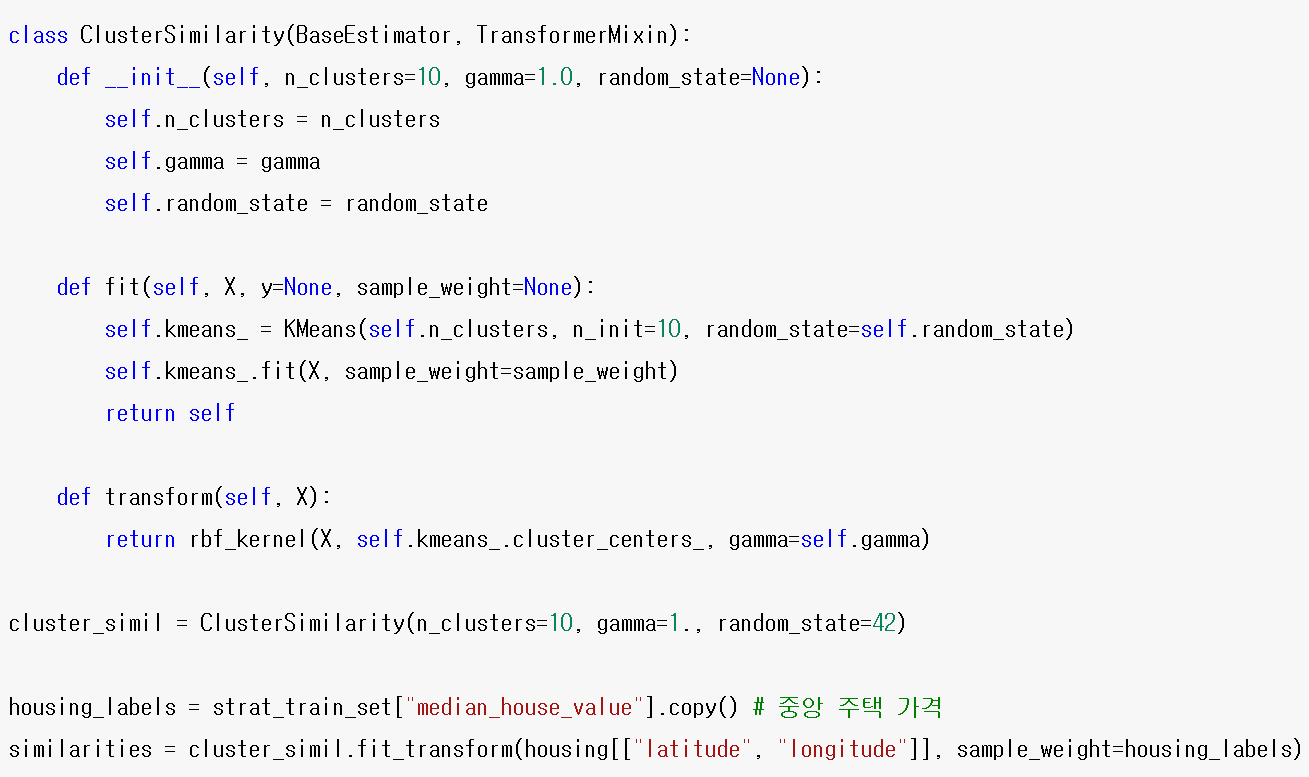 class ClusterSimilarity(BaseEstimator, TransformerMixin):
    def __init__(self, n_clusters=10, gamma=1.0, random_state=None):
        self.n_clusters = n_clusters
        self.gamma = gamma
        self.random_state = random_state
    def fit(self, X, y=None, sample_weight=None):
        self.kmeans_ = KMeans(self.n_clusters, n_init=10, random_state=self.random_state)
        self.kmeans_.fit(X, sample_weight=sample_weight)
        return self
    def transform(self, X):
        return rbf_kernel(X, self.kmeans_.cluster_centers_, gamma=self.gamma)
cluster_simil = ClusterSimilarity(n_clusters=10, gamma=1., random_state=42)
housing_labels = strat_train_set["median_house_value"].copy() # 중앙 주택 가격
similarities = cluster_simil.fit_transform(housing[["latitude", "longitude"]], sample_weight=housing_labels)